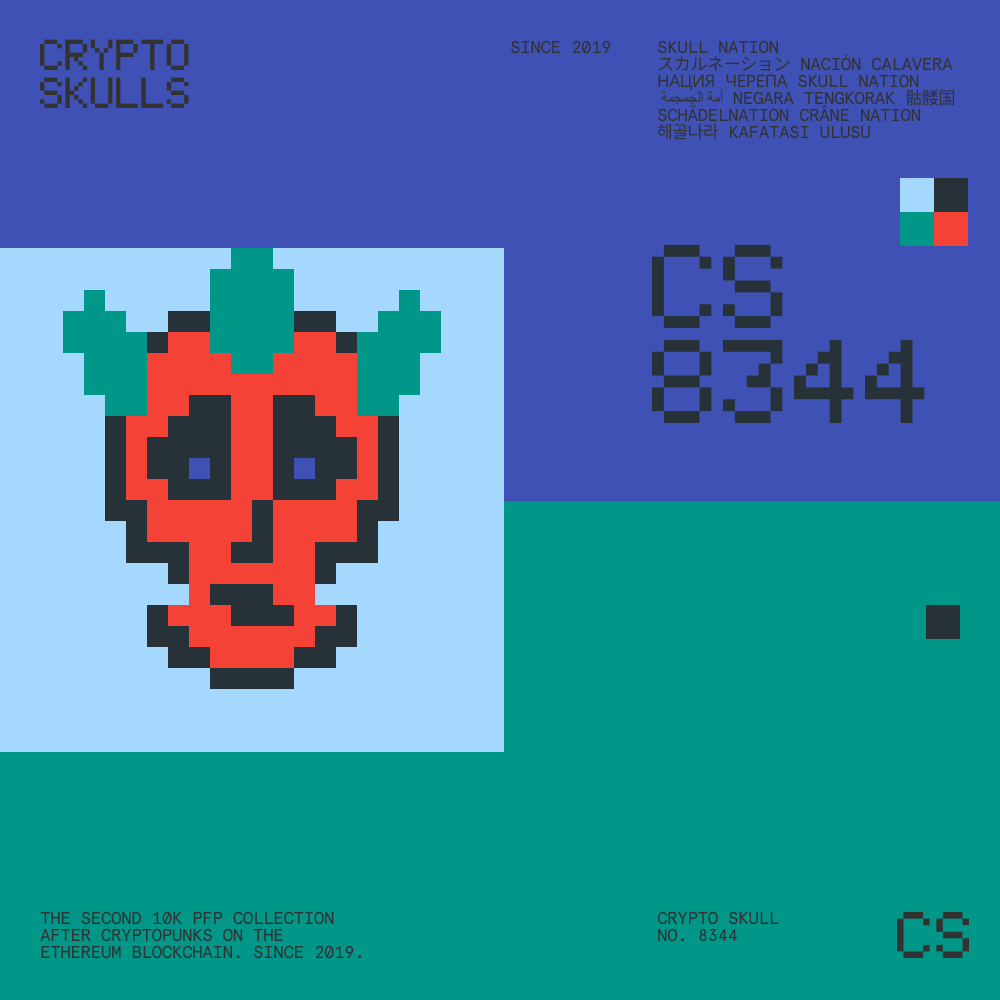 CRYPTO
SKULLS
SINCE 2019
SKULL NATION
スカルネーション NACIÓN CALAVERA
НАЦИЯ ЧЕРЕПА SKULL NATION
أمة الجمجمة NEGARA TENGKORAK 骷髅国
SCHÄDELNATION CRÂNE NATION
해골나라 KAFATASI ULUSU
CS
8344
THE SECOND 10K PFP COLLECTION
AFTER CRYPTOPUNKS ON THE
ETHEREUM BLOCKCHAIN. SINCE 2019.
CRYPTO SKULL
NO. 8344
CS